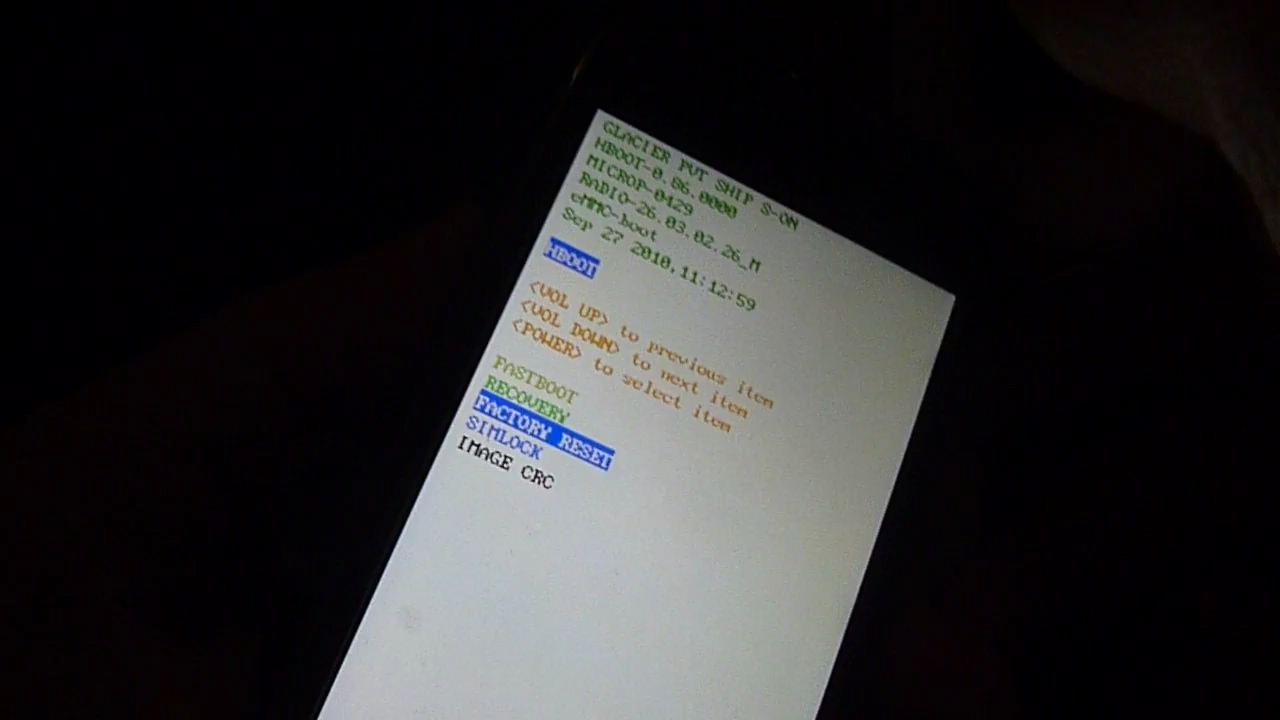 GLACIER PVT SHIP S-ON
HBOOT-0.86.0000
MICROP-0429
RADIO-26.03.02.26_M
eMMC-boot
Sep 27 2010,11:12:59
HBOOT
<VOL UP> to previous item
<VOL DOWN> to next item
<POWER> to select item
FASTBOOT
RECOVERY
FACTORY RESET
SIMLOCK
IMAGE CRC